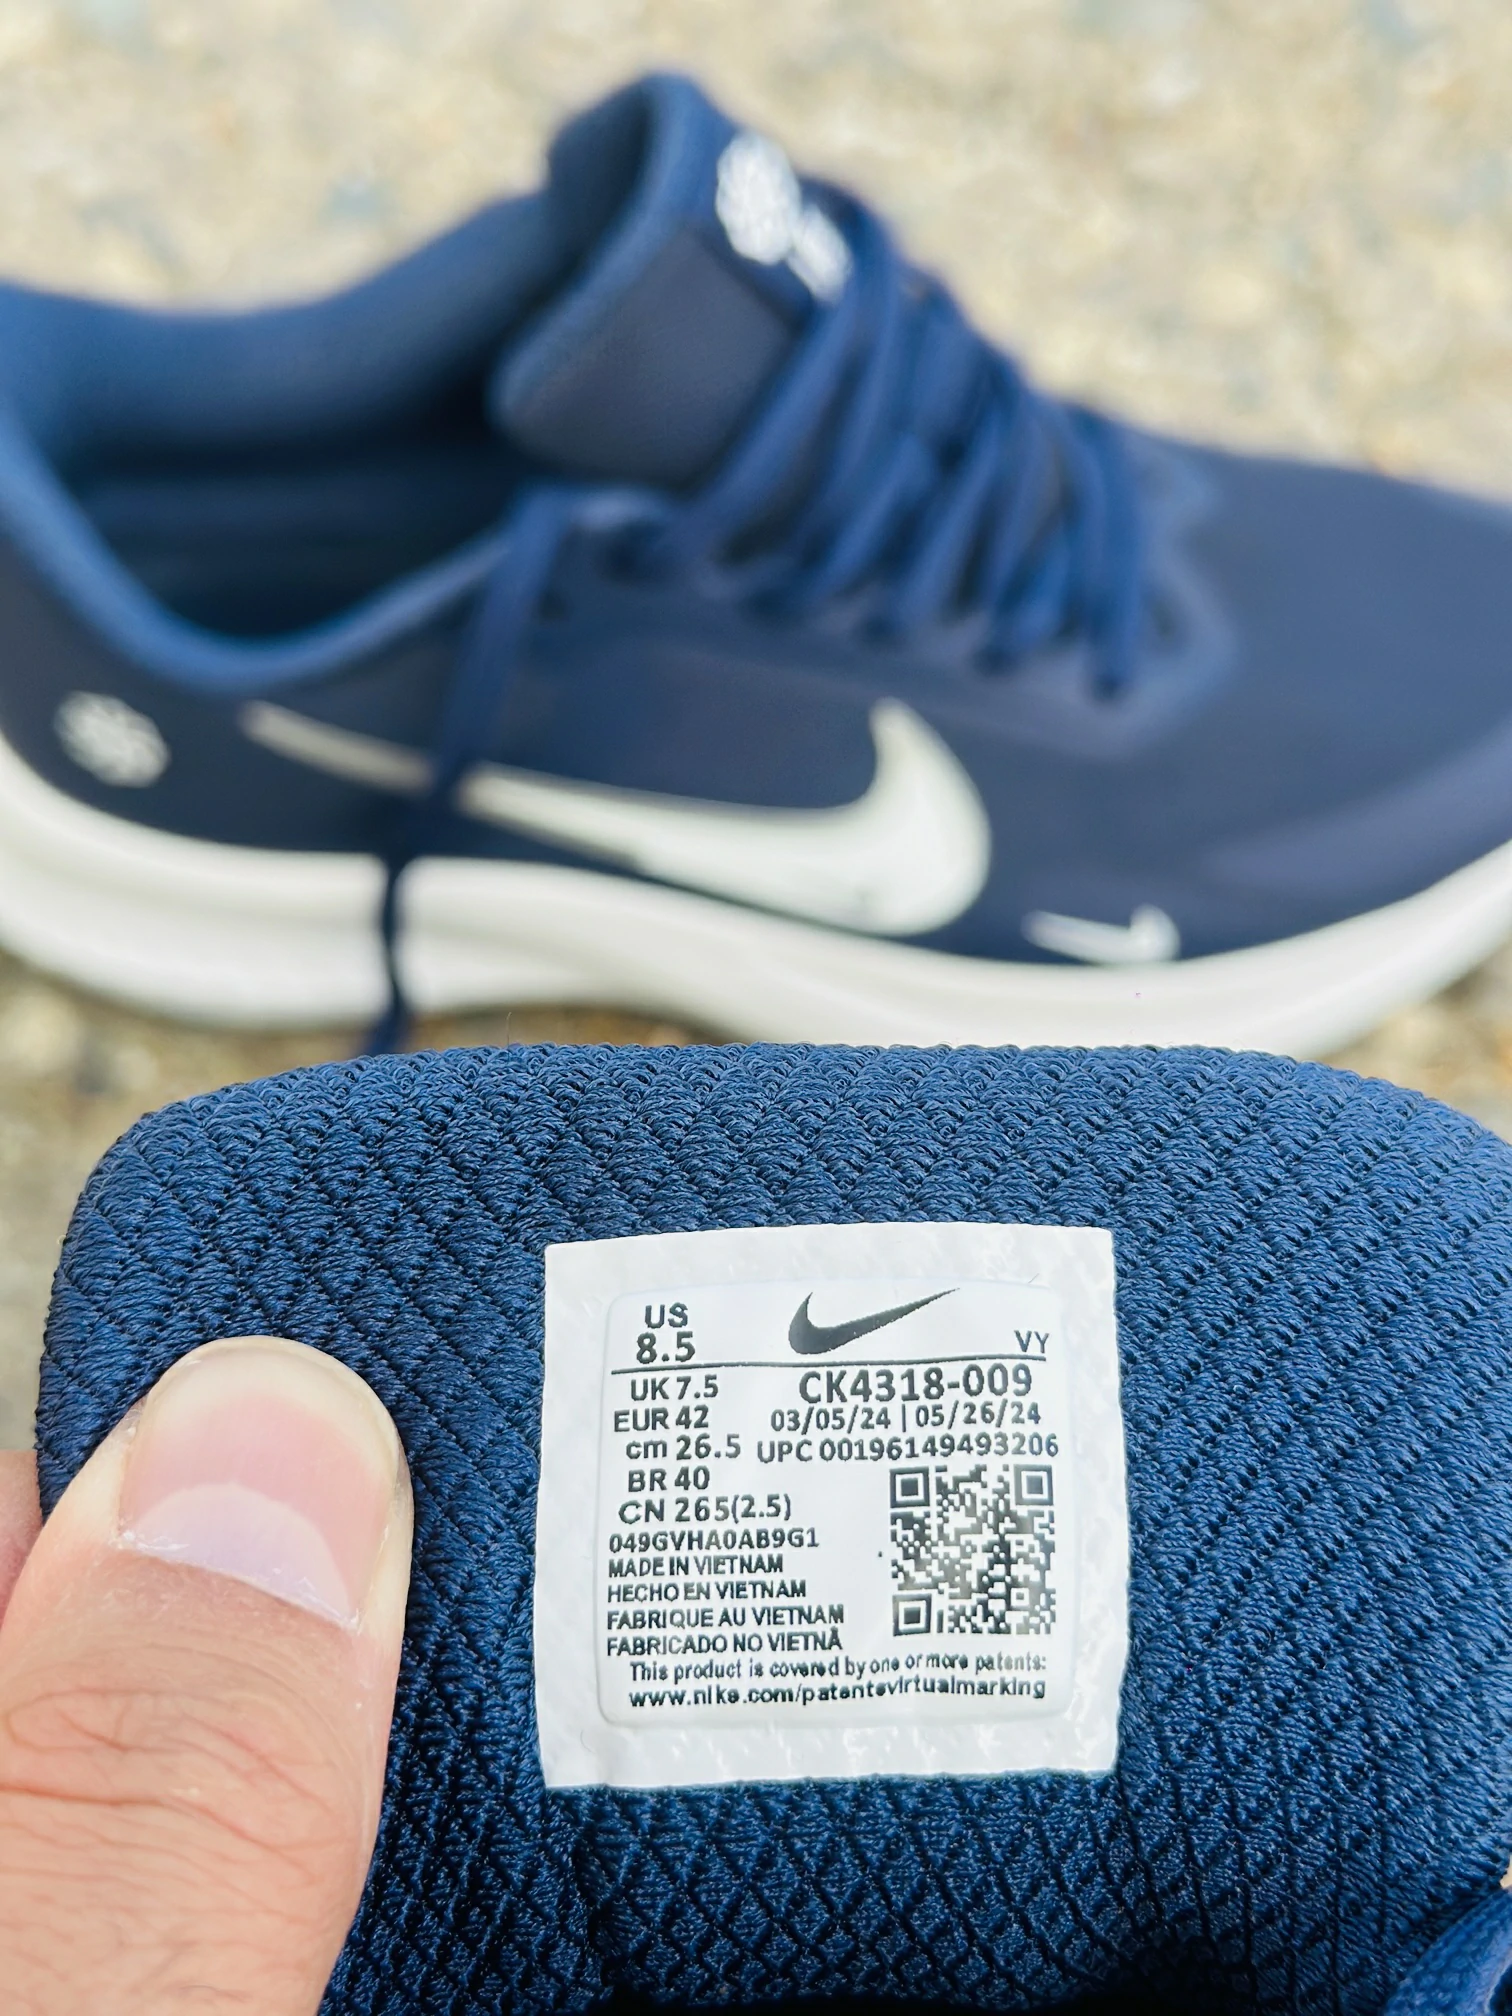 US
8.5
VY
UK 7.5
CK4318-009
EUR 42
03/05/24 | 05/26/24
cm 26.5
UPC 00196149493206
BR 40
CN 265(2.5)
049GVHA0AB9G1
MADE IN VIETNAM
HECHO EN VIETNAM
FABRIQUE AU VIETNAM
FABRICADO NO VIETNÃ
This product is covered by one or more patents:
www.nike.com/patentsvirtualmarking